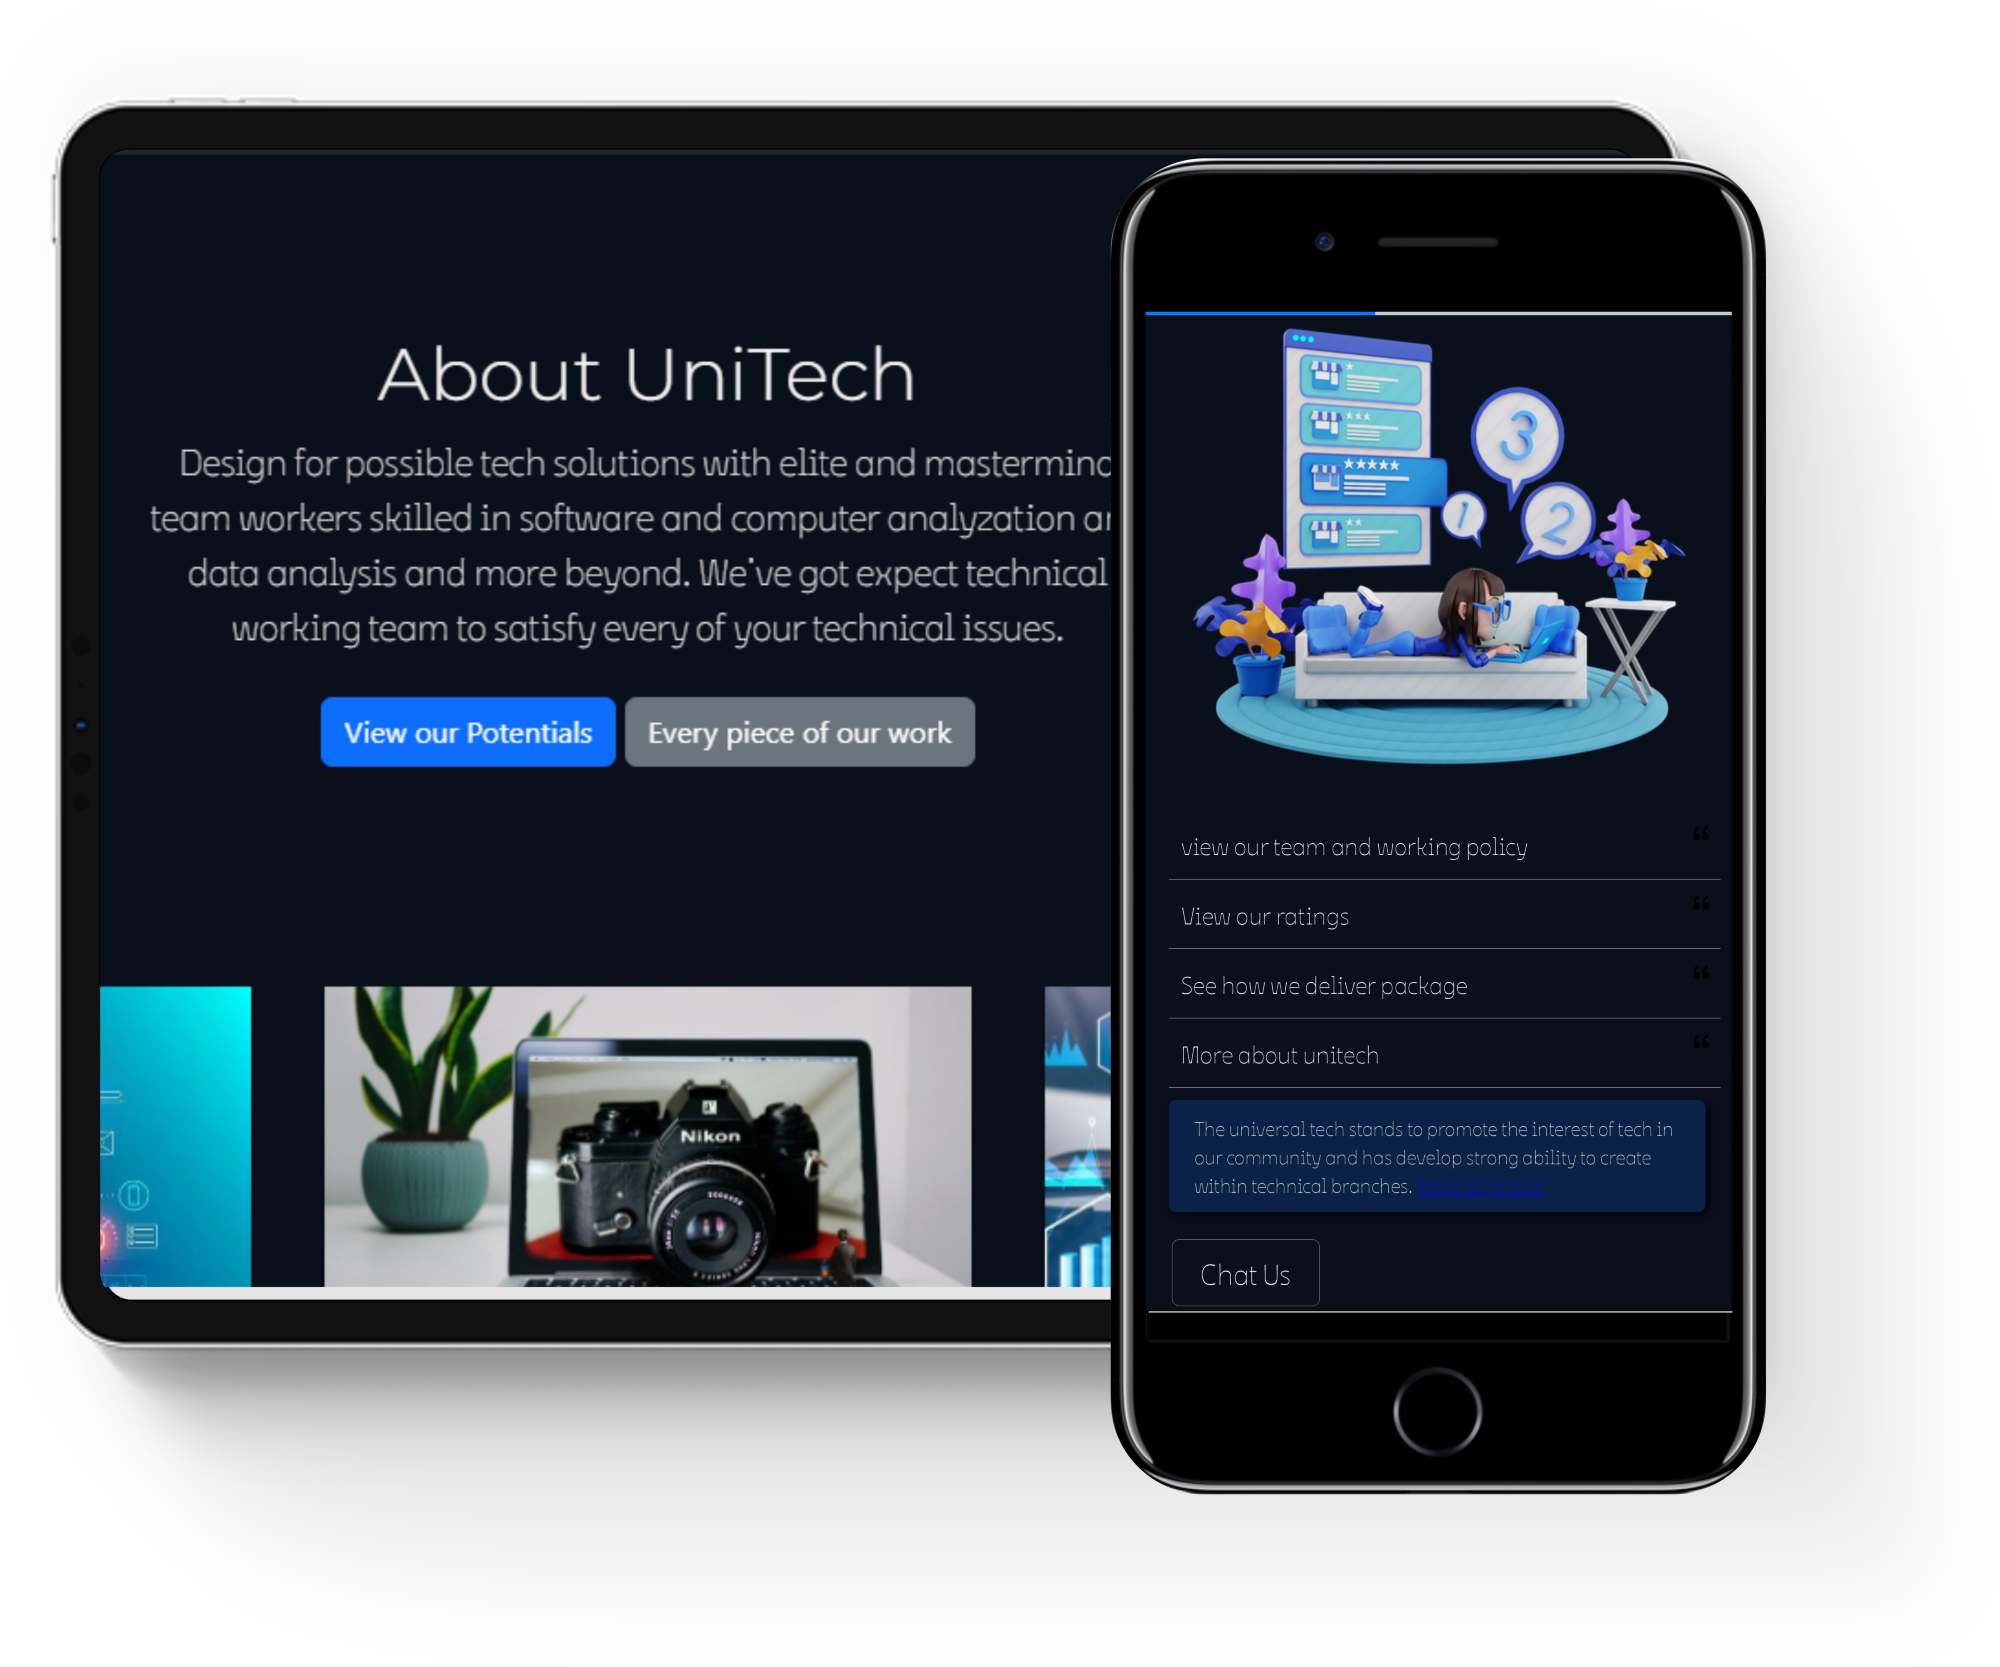 About UniTech
Design for possible tech solutions with elite and mastermind
team workers skilled in software and computer analyzation
data analysis and more beyond. We've got expect technical
working team to satisfy every of your technical issues.
View our Potentials
Every piece of our work
Nikon
3
1
2
view our team and working policy
View our ratings
See how we deliver package
More about unitech
The universal tech stands to promote the interest of tech in
our community and has develop strong ability to create
within technical branches.
Chat Us